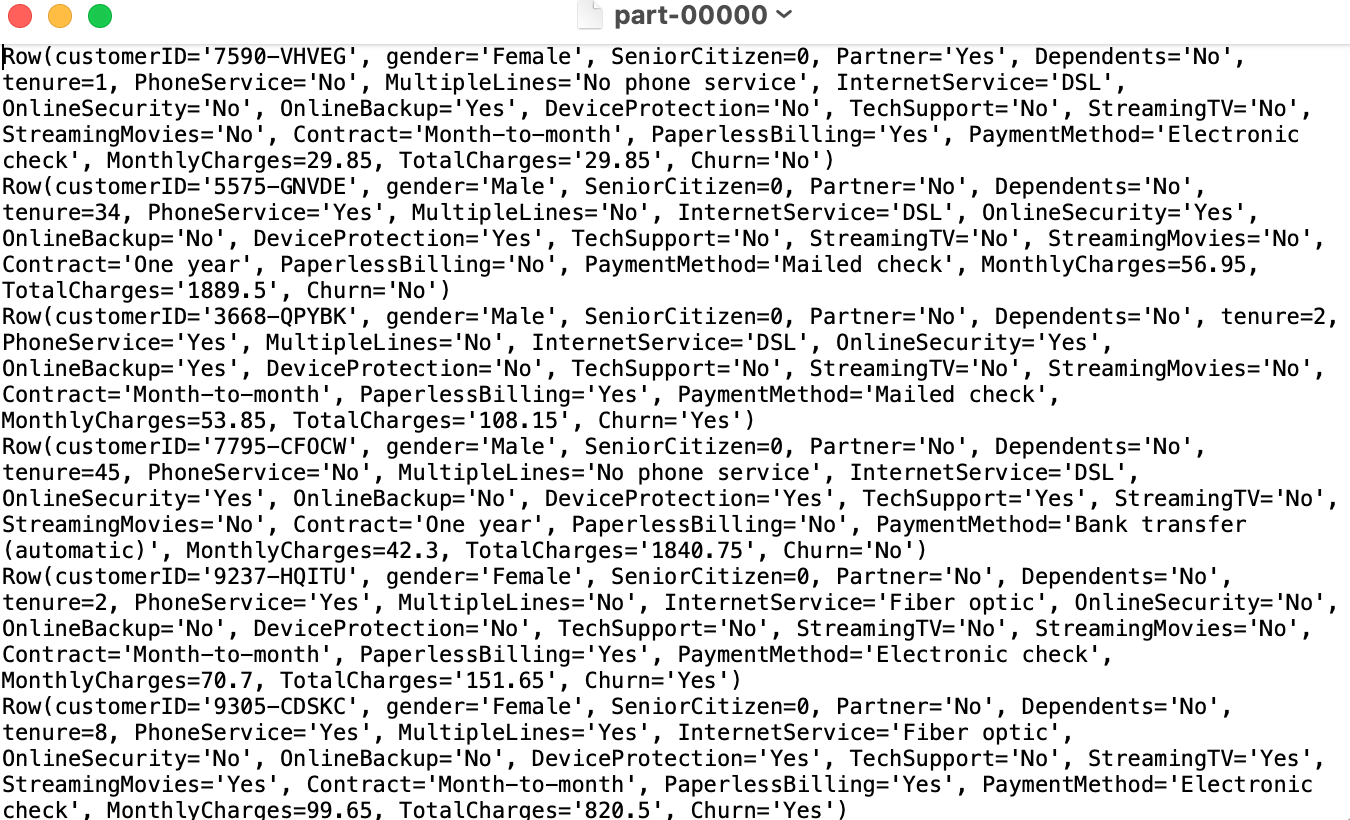 part-00000
Row(customerID='7590-VHVEG', gender='Female', SeniorCitizen=0, Partner='Yes', Dependents='No',
tenure=1, PhoneService='No', MultipleLines='No phone service', InternetService='DSL',
OnlineSecurity='No', OnlineBackup='Yes', DeviceProtection='No', TechSupport='No', StreamingTV='No',
StreamingMovies='No', Contract='Month-to-month', PaperlessBilling='Yes', PaymentMethod='Electronic
check', MonthlyCharges=29.85, TotalCharges='29.85', Churn='No')
Row(customerID='5575-GNVDE', gender='Male', SeniorCitizen=0, Partner='No', Dependents='No',
tenure=34, PhoneService='Yes', MultipleLines='No', InternetService='DSL', OnlineSecurity='Yes',
OnlineBackup='No', DeviceProtection='Yes', TechSupport='No', StreamingTV='No', StreamingMovies='No',
Contract='One year', PaperlessBilling='No', PaymentMethod='Mailed check', MonthlyCharges=56.95,
TotalCharges='1889.5', Churn='No')
Row(customerID='3668-QPYBK', gender='Male', SeniorCitizen=0, Partner='No', Dependents='No', tenure=2,
PhoneService='Yes', MultipleLines='No', InternetService='DSL', OnlineSecurity='Yes',
OnlineBackup='Yes', DeviceProtection='No', TechSupport='No', StreamingTV='No', StreamingMovies='No',
Contract='Month-to-month', PaperlessBilling='Yes', PaymentMethod='Mailed check',
MonthlyCharges=53.85, TotalCharges='108.15', Churn='Yes')
Row(customerID='7795-CFOCW', gender='Male', SeniorCitizen=0, Partner='No', Dependents='No',
tenure=45, PhoneService='No', MultipleLines='No phone service', InternetService='DSL',
OnlineSecurity='Yes', OnlineBackup='No', DeviceProtection='Yes', TechSupport='Yes', StreamingTV='No',
StreamingMovies='No', Contract='One year', PaperlessBilling='No', PaymentMethod='Bank transfer
(automatic)', MonthlyCharges=42.3, TotalCharges='1840.75', Churn='No')
Row(customerID='9237-HQITU', gender='Female', SeniorCitizen=0, Partner='No', Dependents='No',
tenure=2, PhoneService='Yes', MultipleLines='No', InternetService='Fiber optic', OnlineSecurity='No',
OnlineBackup='No', DeviceProtection='No', TechSupport='No', StreamingTV='No', StreamingMovies='No',
Contract='Month-to-month', PaperlessBilling='Yes', PaymentMethod='Electronic check',
MonthlyCharges=70.7, TotalCharges='151.65', Churn='Yes')
Row(customerID='9305-CDSKC', gender='Female', SeniorCitizen=0, Partner='No', Dependents='No',
tenure=8, PhoneService='Yes', MultipleLines='Yes', InternetService='Fiber optic',
OnlineSecurity='No', OnlineBackup='No', DeviceProtection='Yes', TechSupport='No', StreamingTV='Yes',
StreamingMovies='Yes', Contract='Month-to-month', PaperlessBilling='Yes', PaymentMethod='Electronic
check', MonthlyCharges=99.65, TotalCharges='820.5', Churn='Yes')